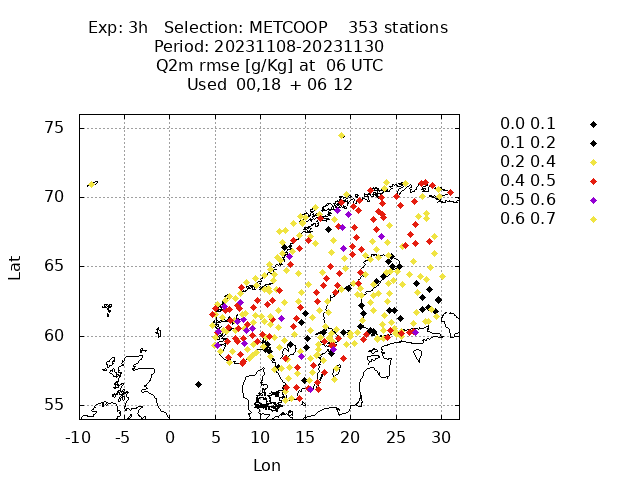 Exp: 3h   Selection: METCOOP    353 stations
Period: 20231108-20231130
Q2m rmse [g/Kg] at  06 UTC
Used  00,18  + 06 12
0.0 0.1
0.1 0.2
0.2 0.4
0.4 0.5
0.5 0.6
0.6 0.7
75
70
65
60
55
Lat
-10 -5 0 5 10 15 20 25 30
Lon